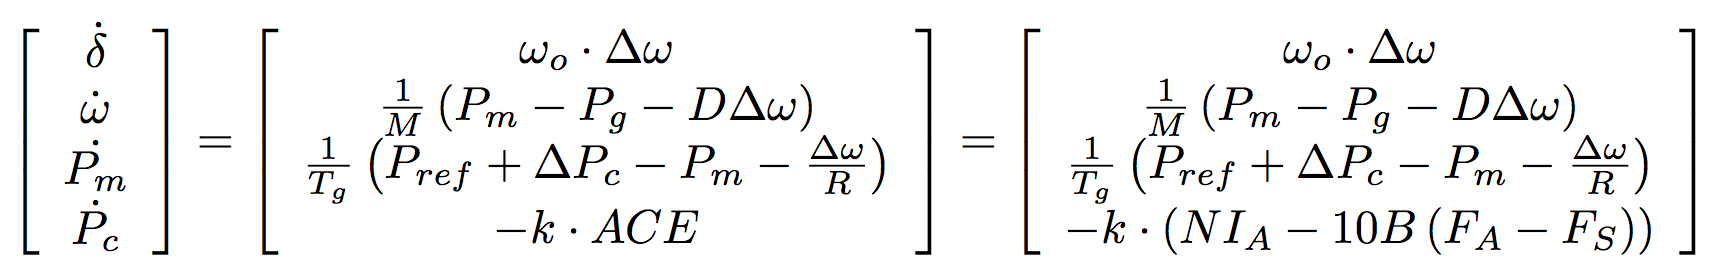 [ δ̇ ] = [ ω_o · Δω ] = [ ω_o · Δω ]
[ ω̇ ] = [ 1/M (P_m − P_g − DΔω) ] = [ 1/M (P_m − P_g − DΔω) ]
[ Ṗ_m ] = [ 1/T_g (P_ref + ΔP_c − P_m − Δω/R) ] = [ 1/T_g (P_ref + ΔP_c − P_m − Δω/R) ]
[ Ṗ_c ] = [ −k · ACE ] = [ −k · (NI_A − 10B (F_A − F_S)) ]